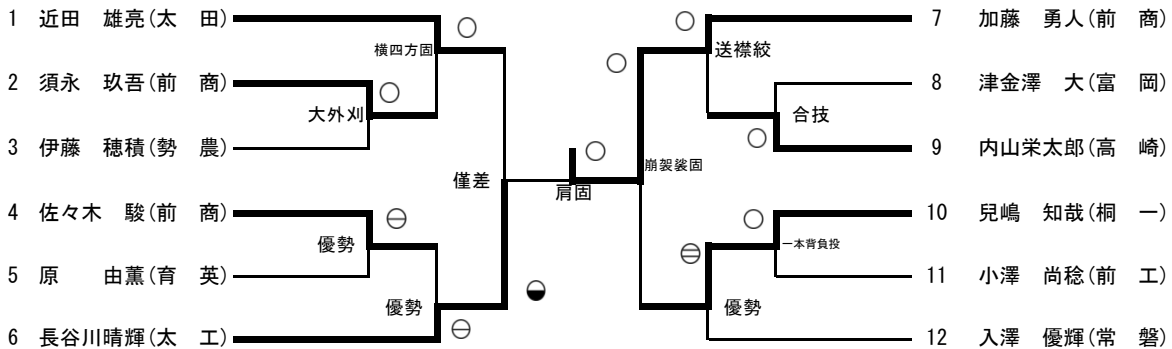 1 近田　雄亮(太　田)
横四方固
2 須永　玖吾(前　商)
大外刈
3 伊藤　穂積(勢　農)
僅差
4 佐々木　駿(前　商)
優勢
5 原　　由薫(育　英)
優勢
6 長谷川晴輝(太　工)
肩固
崩袈裟固
7 加藤　勇人(前　商)
送襟絞
8 津金澤　大(富　岡)
合技
9 内山栄太郎(高　崎)
10 兒嶋　知哉(桐　一)
一本背負投
11 小澤　尚稔(前　工)
優勢
12 入澤　優輝(常　磐)